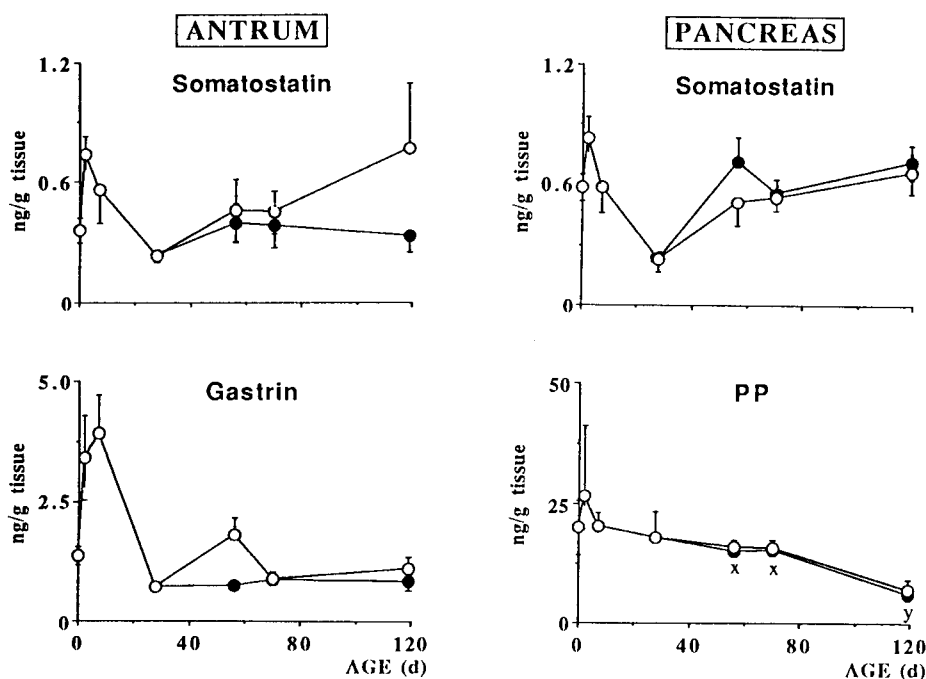 ANTRUM
PANCREAS
1.2
Somatostatin
ng/g tissue
0.6
0
1.2
Somatostatin
ng/g tissue
0.6
0
5.0
Gastrin
ng/g tissue
2.5
0
0 40 80 120
AGE (d)
50
PP
ng/g tissue
25
x x
y
0
0 40 80 120
AGE (d)